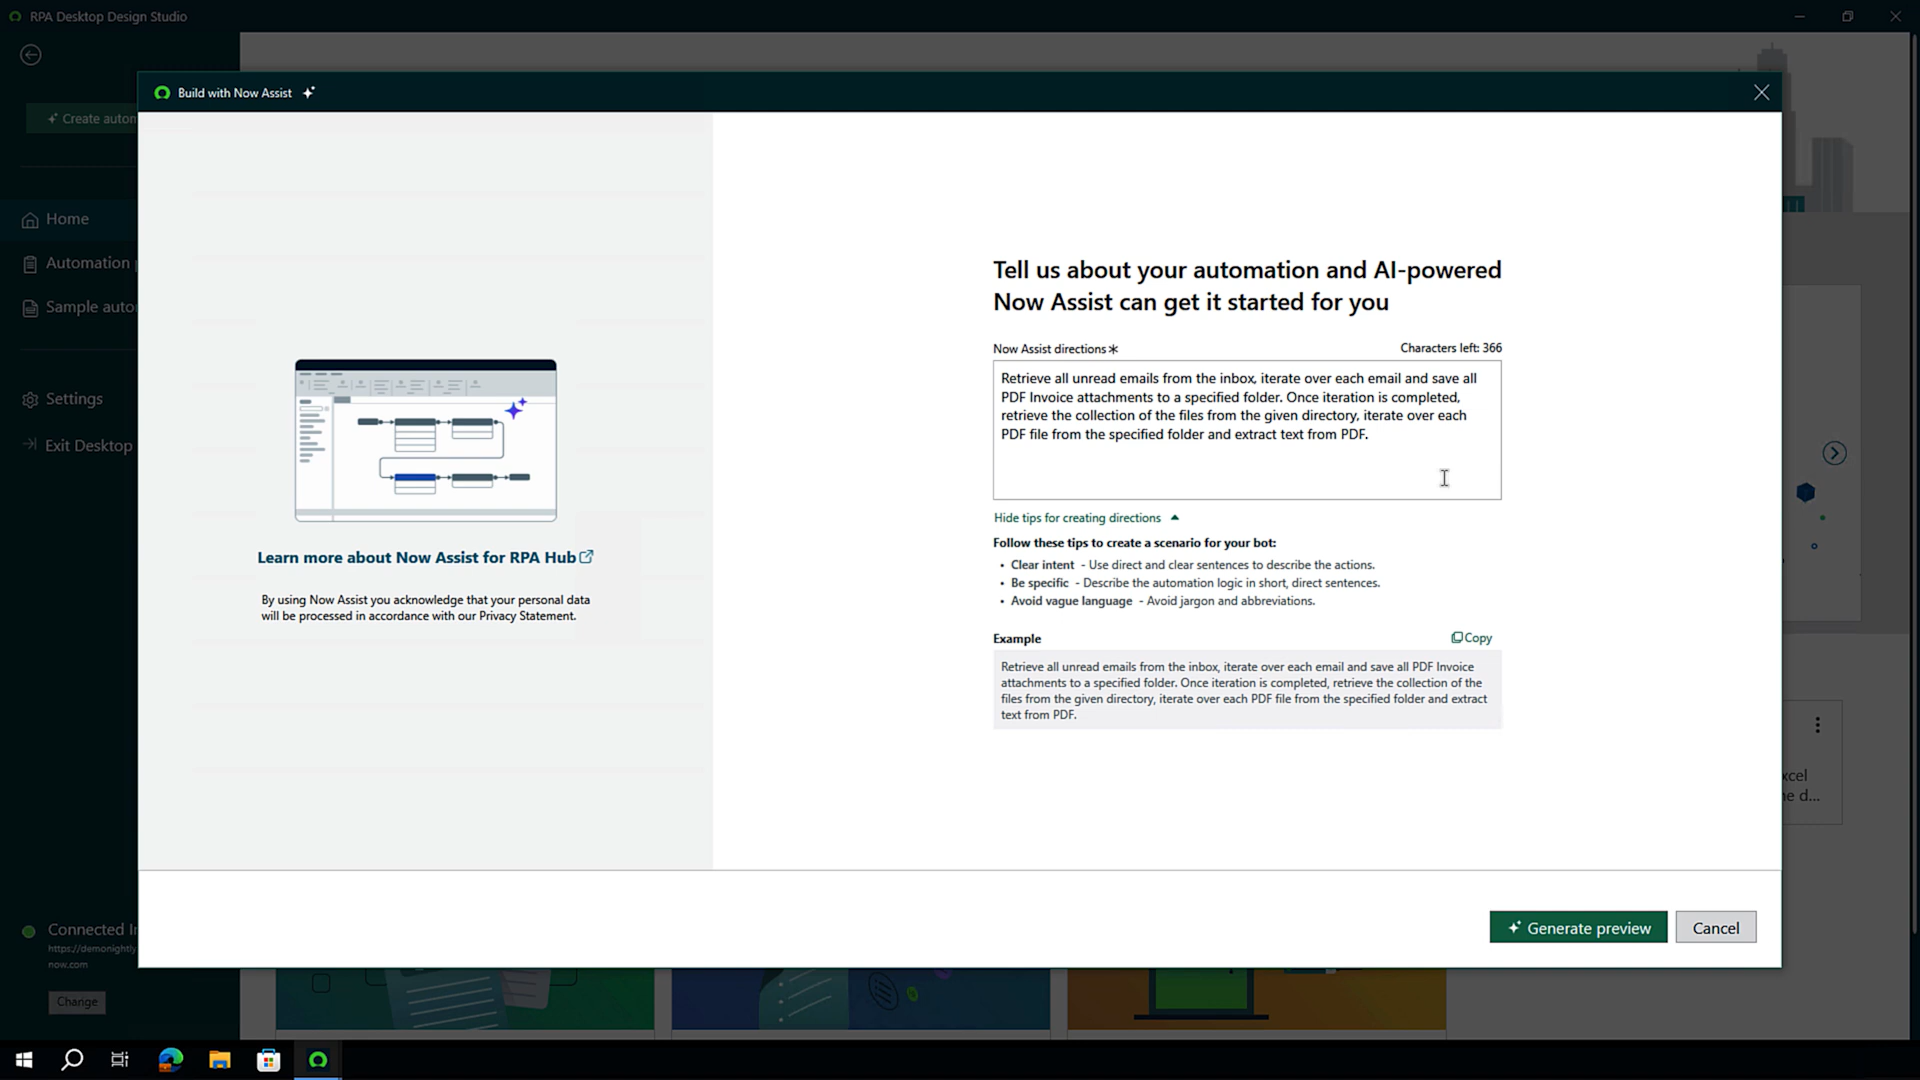 RPA Desktop Design Studio
Build with Now Assist
Create autom
Home
Automation
Sample auto
Settings
Exit Desktop
Learn more about Now Assist for RPA Hub
By using Now Assist you acknowledge that your personal data
will be processed in accordance with our Privacy Statement.
Tell us about your automation and AI-powered
Now Assist can get it started for you
Now Assist directions* Characters left: 366
Retrieve all unread emails from the inbox, iterate over each email and save all
PDF Invoice attachments to a specified folder. Once iteration is completed,
retrieve the collection of the files from the given directory, iterate over each
PDF file from the specified folder and extract text from PDF.
Hide tips for creating directions
Follow these tips to create a scenario for your bot:
• Clear intent - Use direct and clear sentences to describe the actions.
• Be specific - Describe the automation logic in short, direct sentences.
• Avoid vague language - Avoid jargon and abbreviations.
Example Copy
Retrieve all unread emails from the inbox, iterate over each email and save all PDF Invoice
attachments to a specified folder. Once iteration is completed, retrieve the collection of the
files from the given directory, iterate over each PDF file from the specified folder and extract
text from PDF.
xcel
ne d...
Generate preview
Cancel
Connected In
https://demonightly
now.com
Change